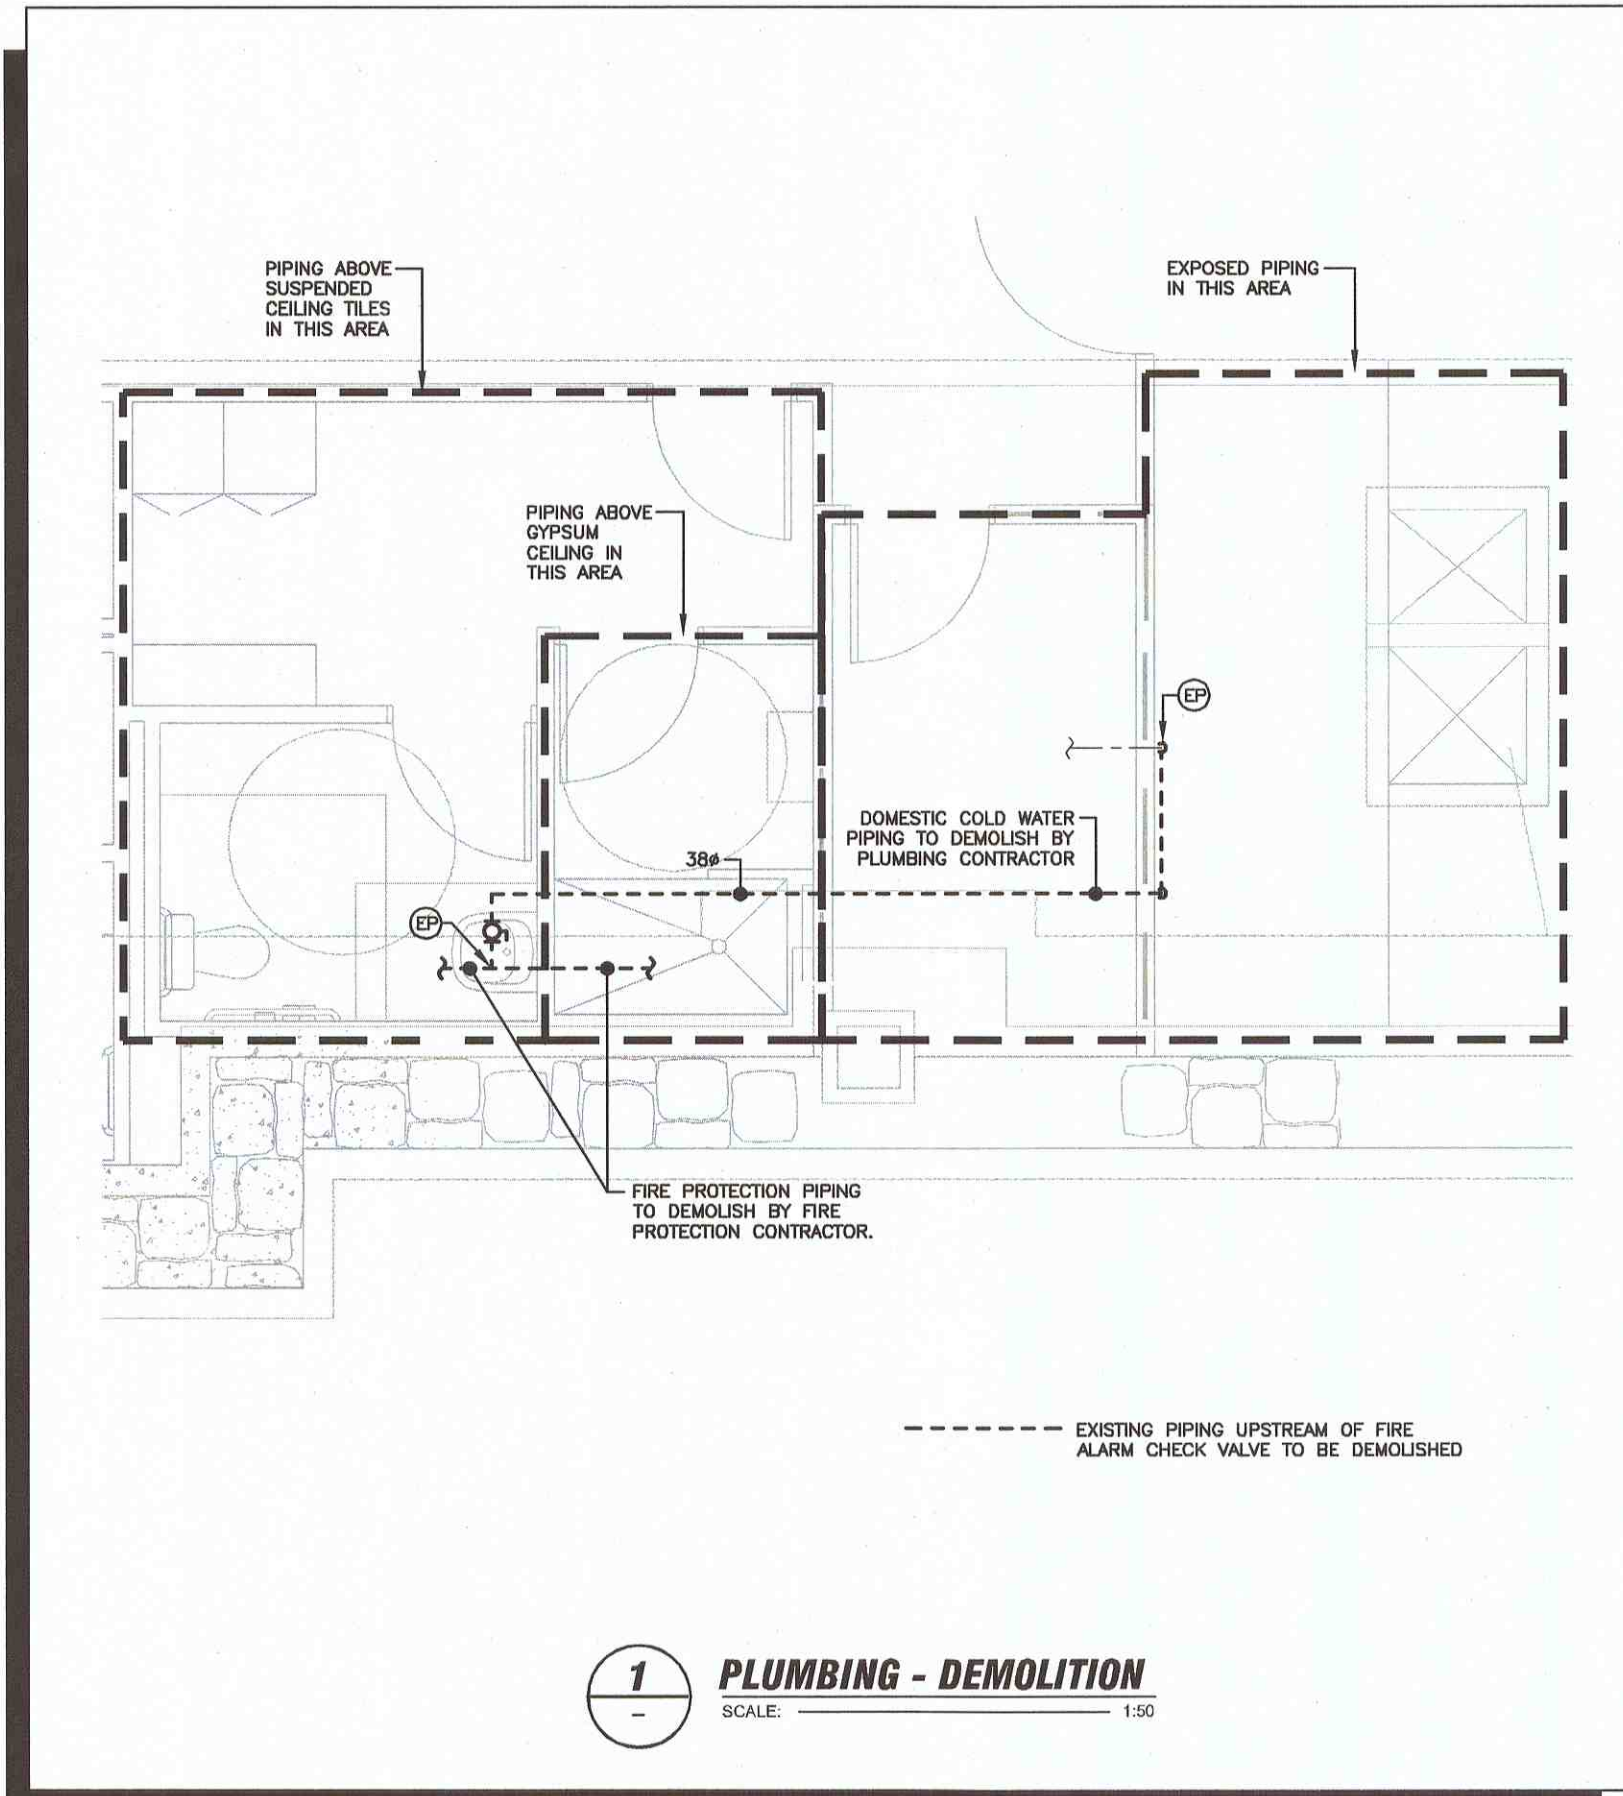 PIPING ABOVE
SUSPENDED
CEILING TILES
IN THIS AREA
EXPOSED PIPING
IN THIS AREA
PIPING ABOVE
GYPSUM
CEILING IN
THIS AREA
EP
DOMESTIC COLD WATER
PIPING TO DEMOLISH BY
PLUMBING CONTRACTOR
38ø
EP
FIRE PROTECTION PIPING
TO DEMOLISH BY FIRE
PROTECTION CONTRACTOR.
EXISTING PIPING UPSTREAM OF FIRE
ALARM CHECK VALVE TO BE DEMOLISHED
1
–
PLUMBING - DEMOLITION
SCALE: 1:50